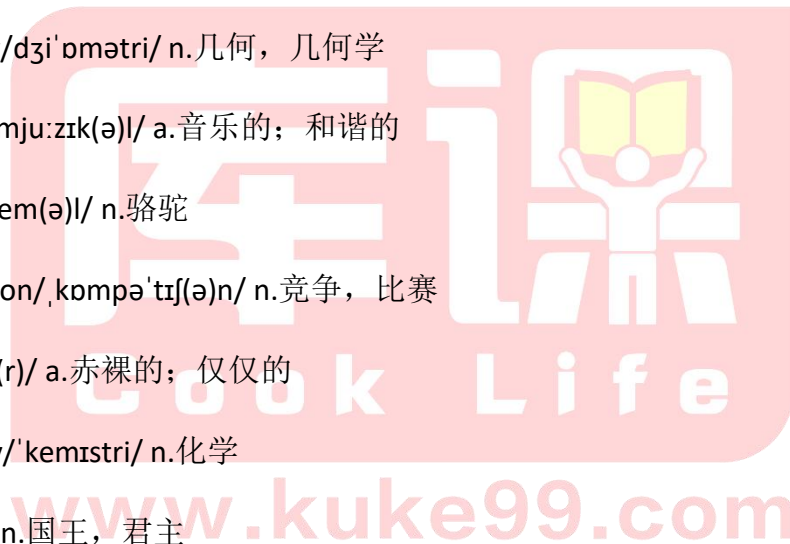 /dʒiˈɒmətri/ n.几何，几何学
mjuːzɪk(ə)l/ a.音乐的；和谐的
em(ə)l/ n.骆驼
on/ˌkɒmpəˈtɪʃ(ə)n/ n.竞争，比赛
(r)/ a.赤裸的；仅仅的
/ˈkemɪstri/ n.化学
n.国王，君主
库课
Cook Life
www.kuke99.com